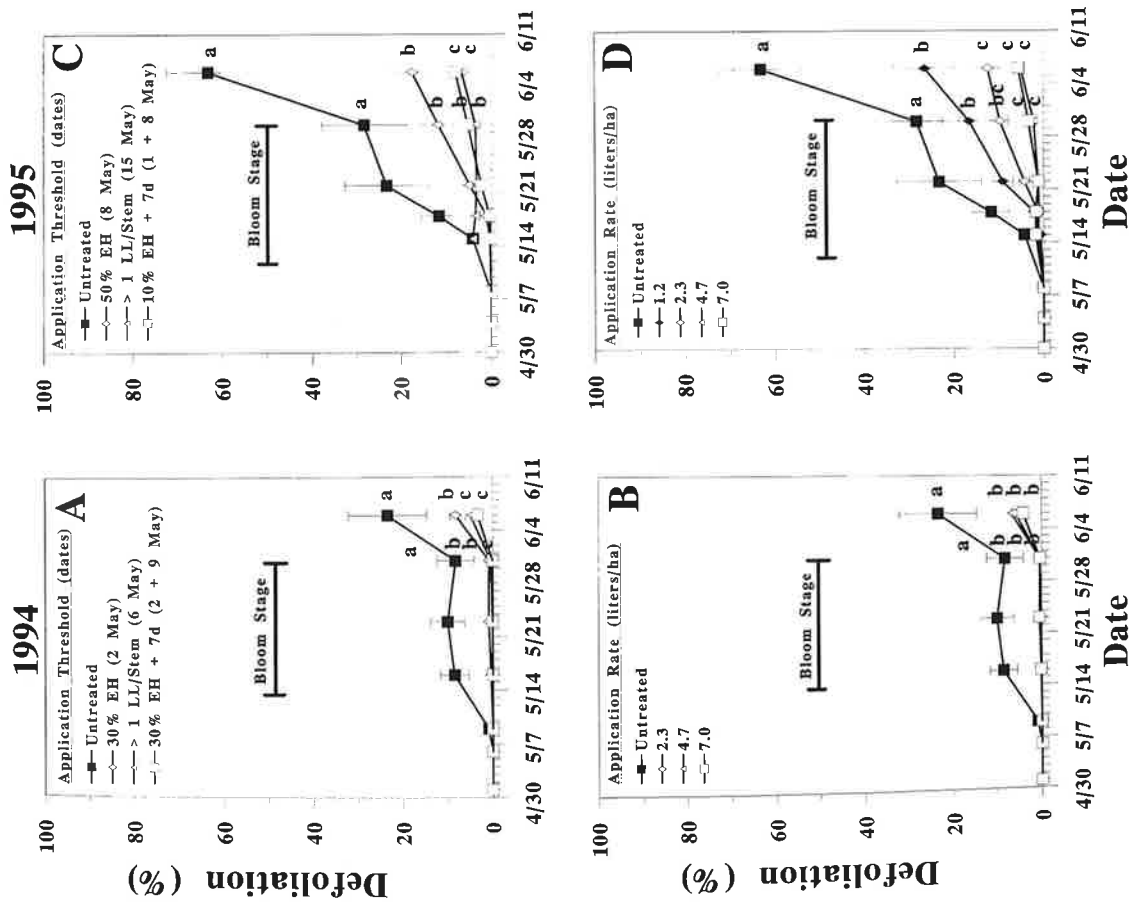 1994
A
Application Threshold (dates)
Untreated
30% EH (2 May)
> 1 LL/Stem (6 May)
30% EH + 7d (2 + 9 May)
Bloom Stage
a
a
b
c
c
b
b
100
80
60
40
20
0
4/30
5/7
5/14
5/21
5/28
6/4
6/11
1995
C
Application Threshold (dates)
Untreated
50% EH (8 May)
> 1 LL/Stem (15 May)
10% EH + 7d (1 + 8 May)
Bloom Stage
a
a
b
c
c
b
b
b
100
80
60
40
20
0
4/30
5/7
5/14
5/21
5/28
6/4
6/11
B
Application Rate (liters/ha)
Untreated
2.3
4.7
7.0
Bloom Stage
a
a
b
b
b
b
b
b
100
80
60
40
20
0
4/30
5/7
5/14
5/21
5/28
6/4
6/11
Date
D
Application Rate (liters/ha)
Untreated
1.2
2.3
4.7
7.0
Bloom Stage
a
a
b
c
c
c
b
bc
c
c
100
80
60
40
20
0
4/30
5/7
5/14
5/21
5/28
6/4
6/11
Date
Defoliation (%)
Defoliation (%)